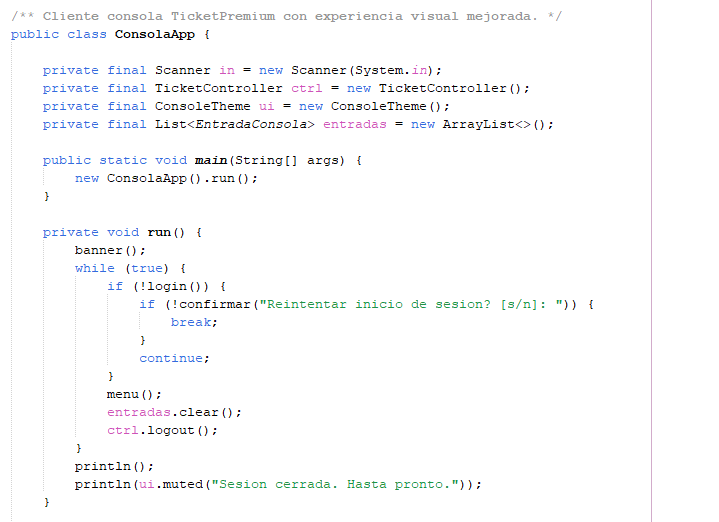 /** Cliente consola TicketPremium con experiencia visual mejorada. */
public class ConsolaApp {
private final Scanner in = new Scanner(System.in);
private final TicketController ctrl = new TicketController();
private final ConsoleTheme ui = new ConsoleTheme();
private final List<EntradaConsola> entradas = new ArrayList<>();
public static void main(String[] args) {
new ConsolaApp().run();
}
private void run() {
banner();
while (true) {
if (!login()) {
if (!confirmar("Reintentar inicio de sesion? [s/n]: ")) {
break;
}
continue;
}
menu();
entradas.clear();
ctrl.logout();
}
println();
println(ui.muted("Sesion cerrada. Hasta pronto."));
}